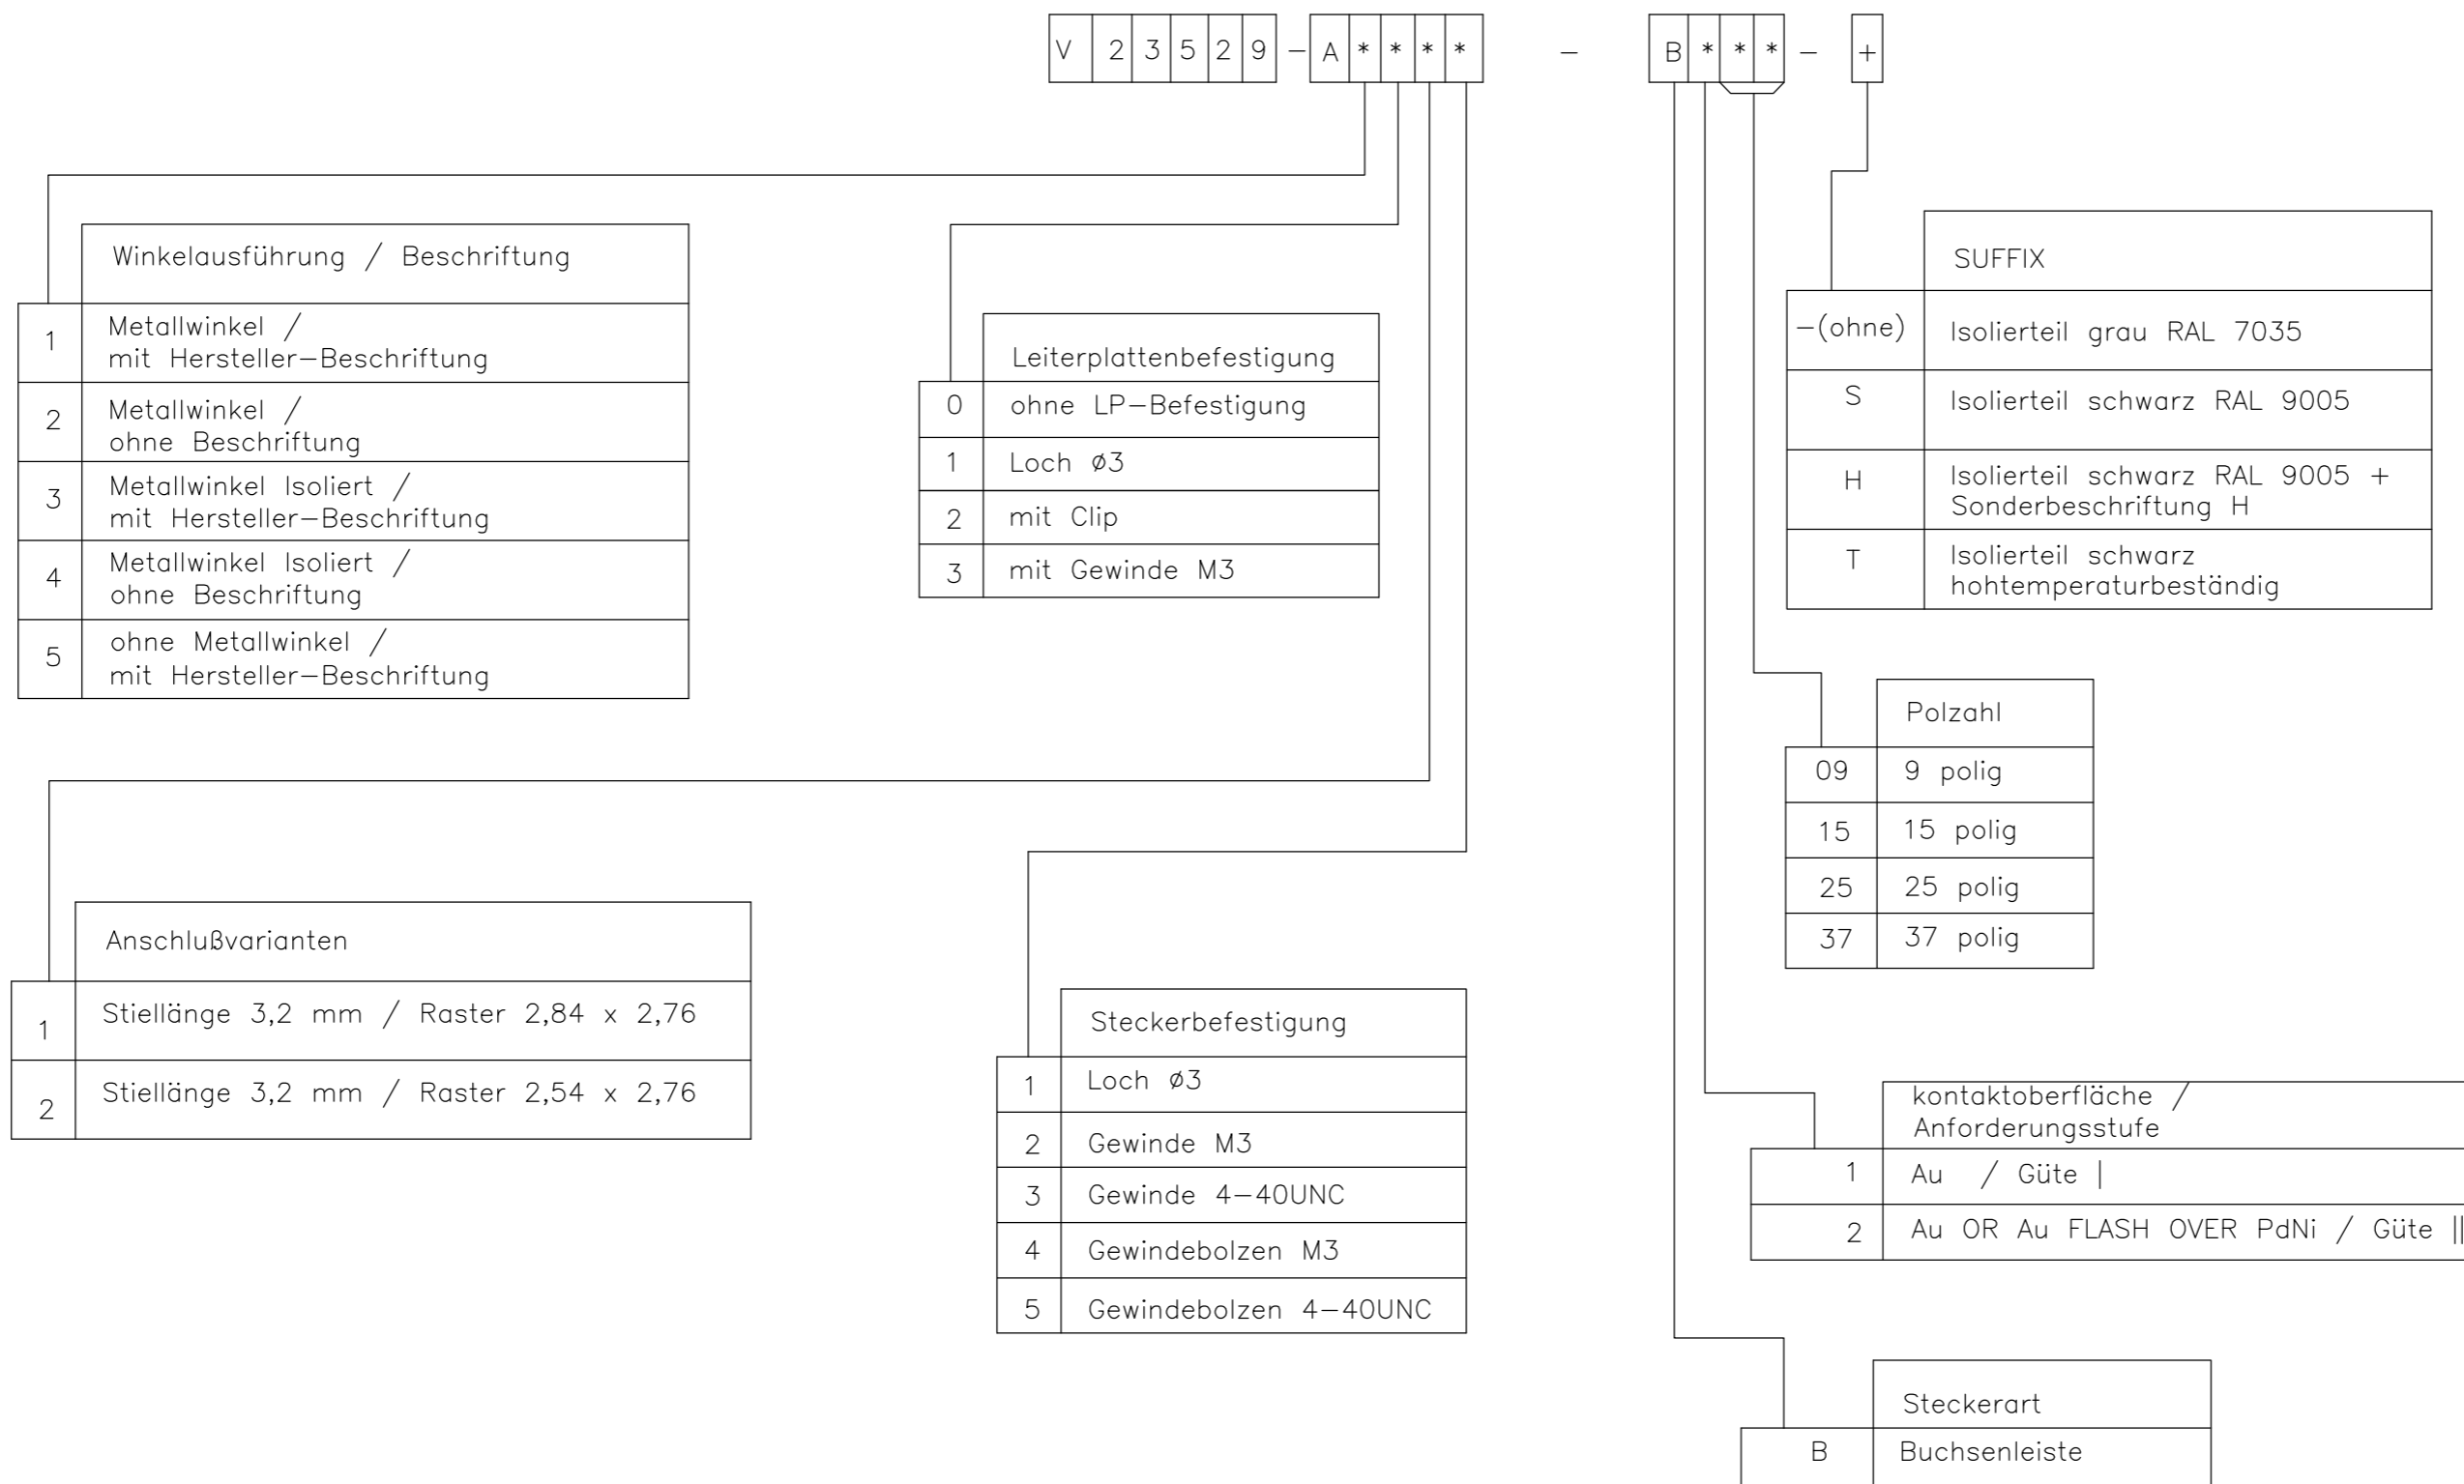 V 2 3 5 2 9 - A * * * * - B * * * - +
Winkelausführung / Beschriftung
1 Metallwinkel /
mit Hersteller-Beschriftung
2 Metallwinkel /
ohne Beschriftung
3 Metallwinkel Isoliert /
mit Hersteller-Beschriftung
4 Metallwinkel Isoliert /
ohne Beschriftung
5 ohne Metallwinkel /
mit Hersteller-Beschriftung
Leiterplattenbefestigung
0 ohne LP-Befestigung
1 Loch ø3
2 mit Clip
3 mit Gewinde M3
SUFFIX
-(ohne) Isolierteil grau RAL 7035
S Isolierteil schwarz RAL 9005
H Isolierteil schwarz RAL 9005 +
Sonderbeschriftung H
T Isolierteil schwarz
hohtemperaturbeständig
Polzahl
09 9 polig
15 15 polig
25 25 polig
37 37 polig
Anschlußvarianten
1 Stiellänge 3,2 mm / Raster 2,84 x 2,76
2 Stiellänge 3,2 mm / Raster 2,54 x 2,76
Steckerbefestigung
1 Loch ø3
2 Gewinde M3
3 Gewinde 4-40UNC
4 Gewindebolzen M3
5 Gewindebolzen 4-40UNC
kontaktoberfläche /
Anforderungsstufe
1 Au / Güte |
2 Au OR Au FLASH OVER PdNi / Güte ||
Steckerart
B Buchsenleiste